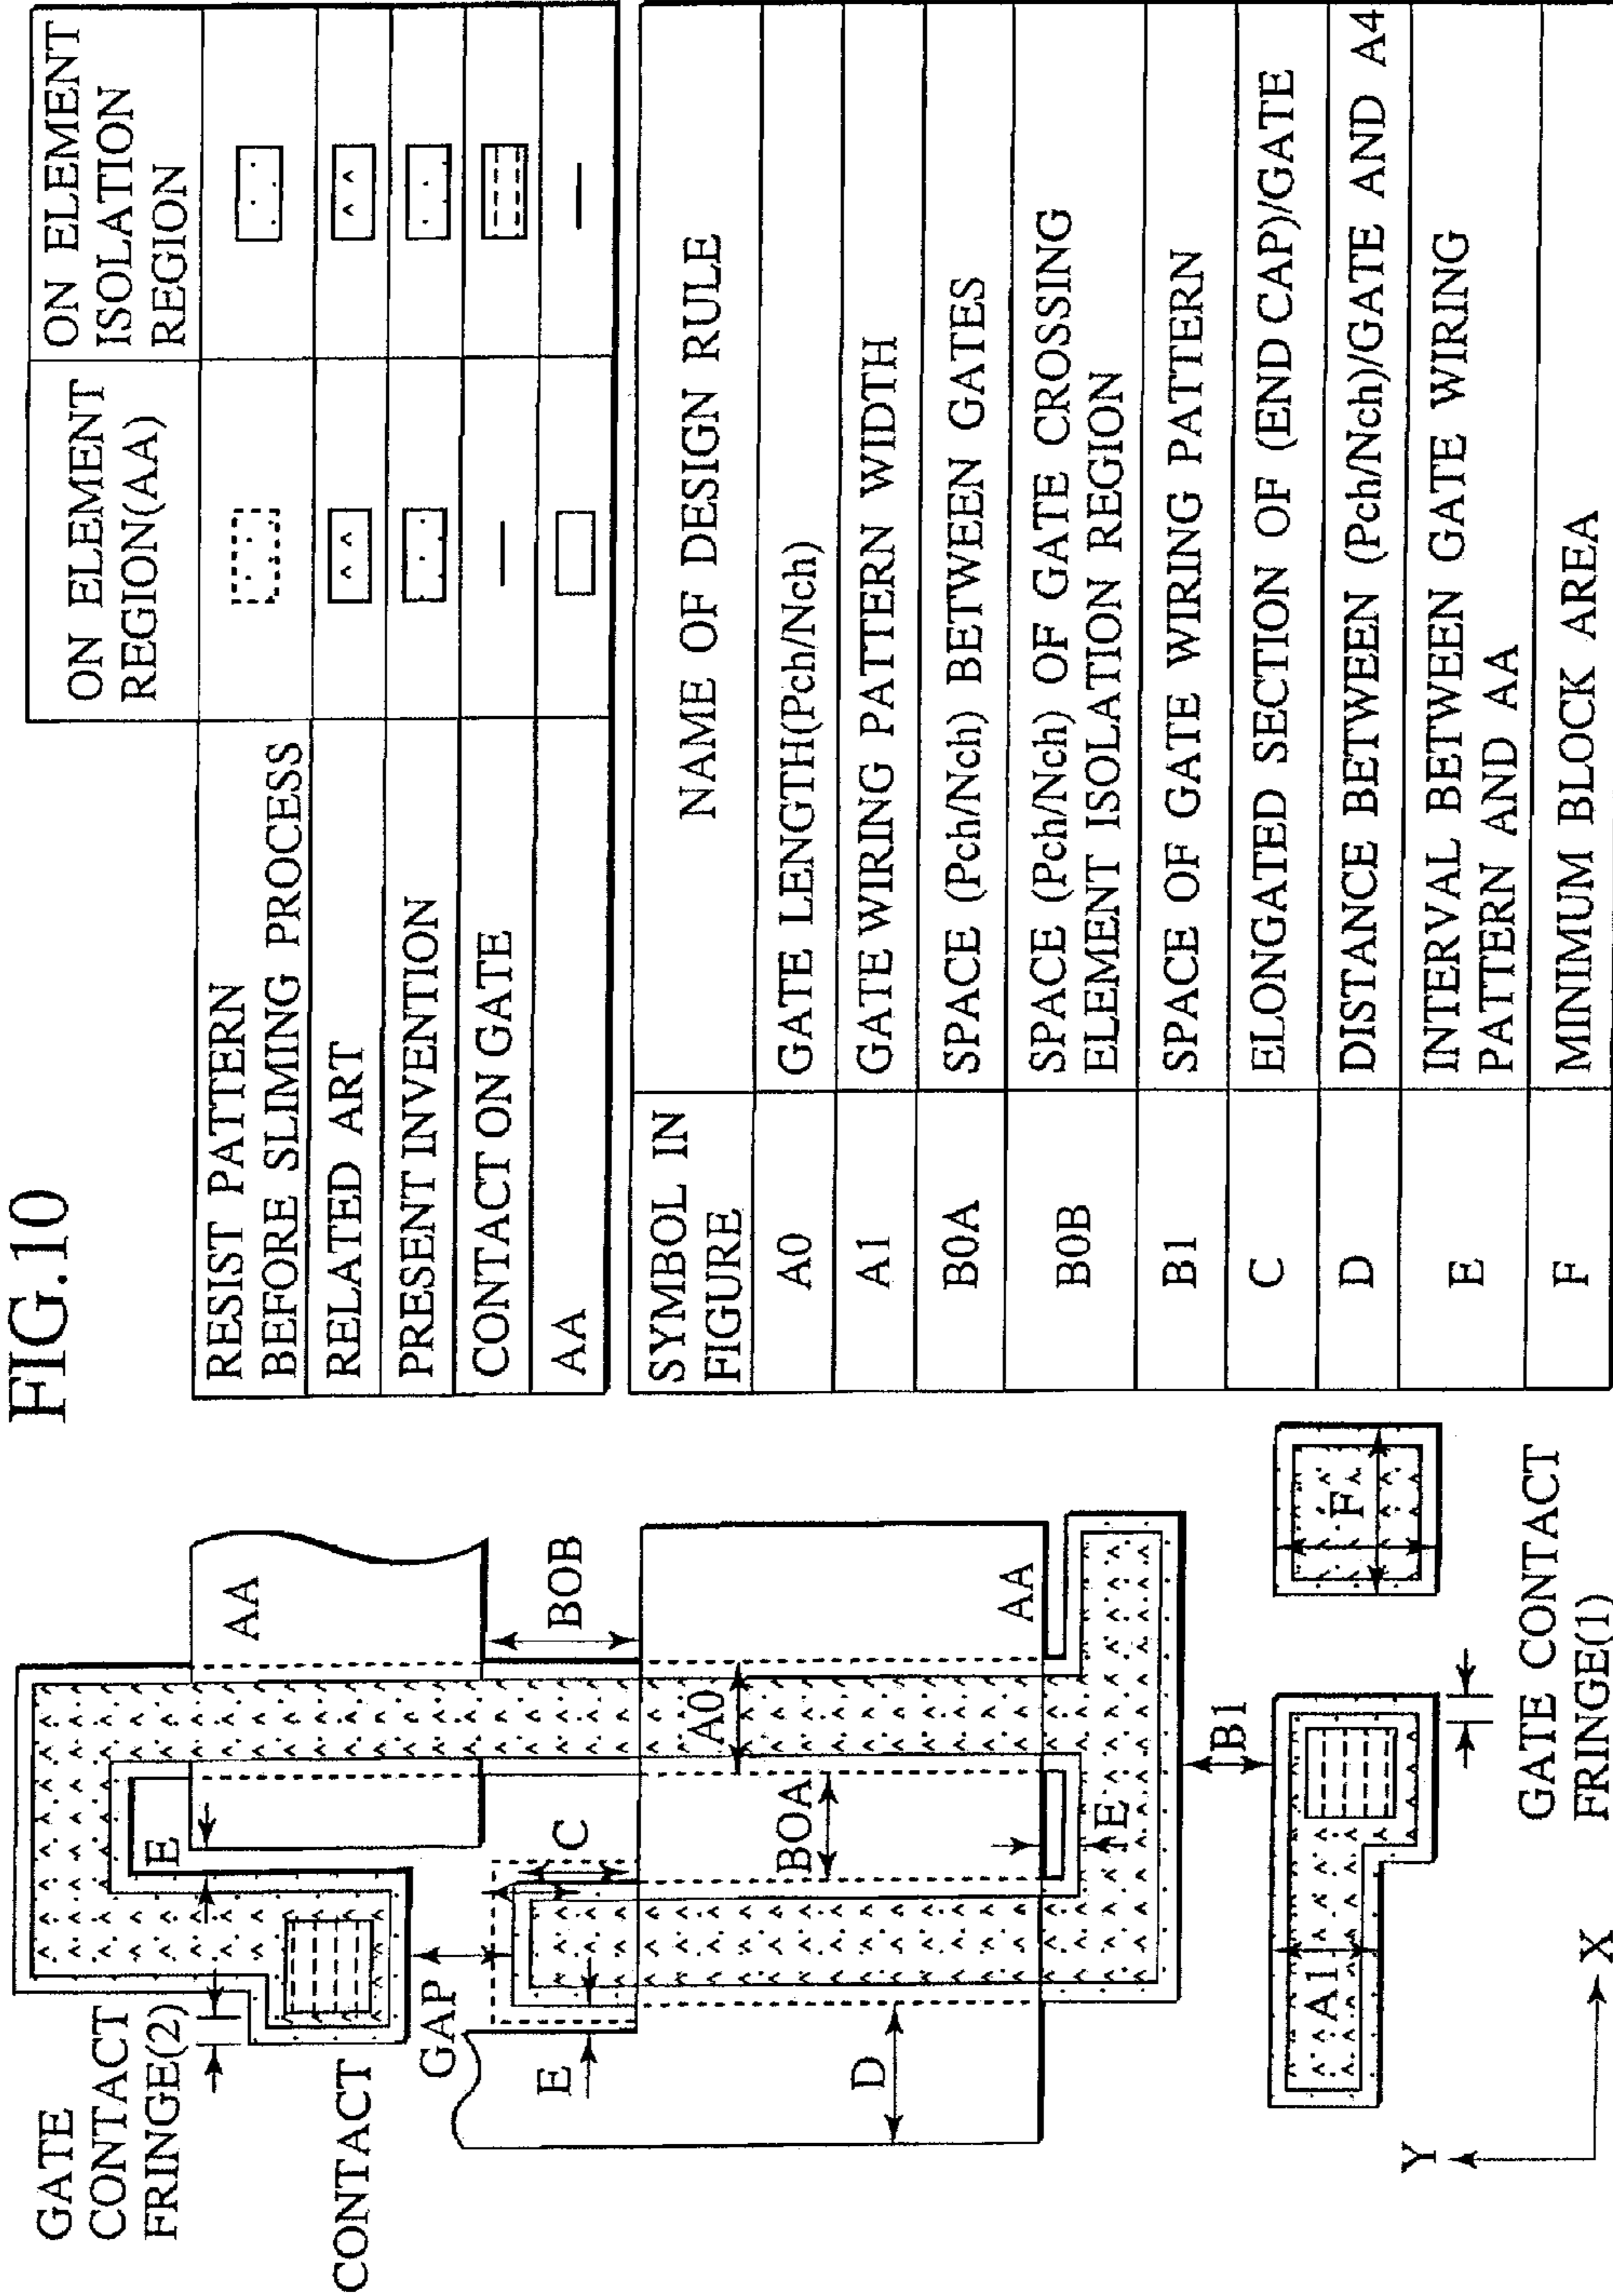 FIG.10
ON ELEMENT
REGION(AA)
ON ELEMENT
ISOLATION
REGION
RESIST PATTERN
BEFORE SLIMING PROCESS
RELATED ART
PRESENT INVENTION
CONTACT ON GATE
AA
SYMBOL IN
FIGURE
NAME OF DESIGN RULE
A0
GATE LENGTH(Pch/Nch)
A1
GATE WIRING PATTERN WIDTH
B0A
SPACE (Pch/Nch) BETWEEN GATES
B0B
SPACE (Pch/Nch) OF GATE CROSSING
ELEMENT ISOLATION REGION
B1
SPACE OF GATE WIRING PATTERN
C
ELONGATED SECTION OF (END CAP)/GATE
D
DISTANCE BETWEEN (Pch/Nch)/GATE AND A4
E
INTERVAL BETWEEN GATE WIRING
PATTERN AND AA
F
MINIMUM BLOCK AREA
GATE
CONTACT
FRINGE(2)
CONTACT
E
AA
GAP
C
BOB
E
A0
D
BOA
AA
E
B1
A1
F
GATE CONTACT
FRINGE(1)
Y
X